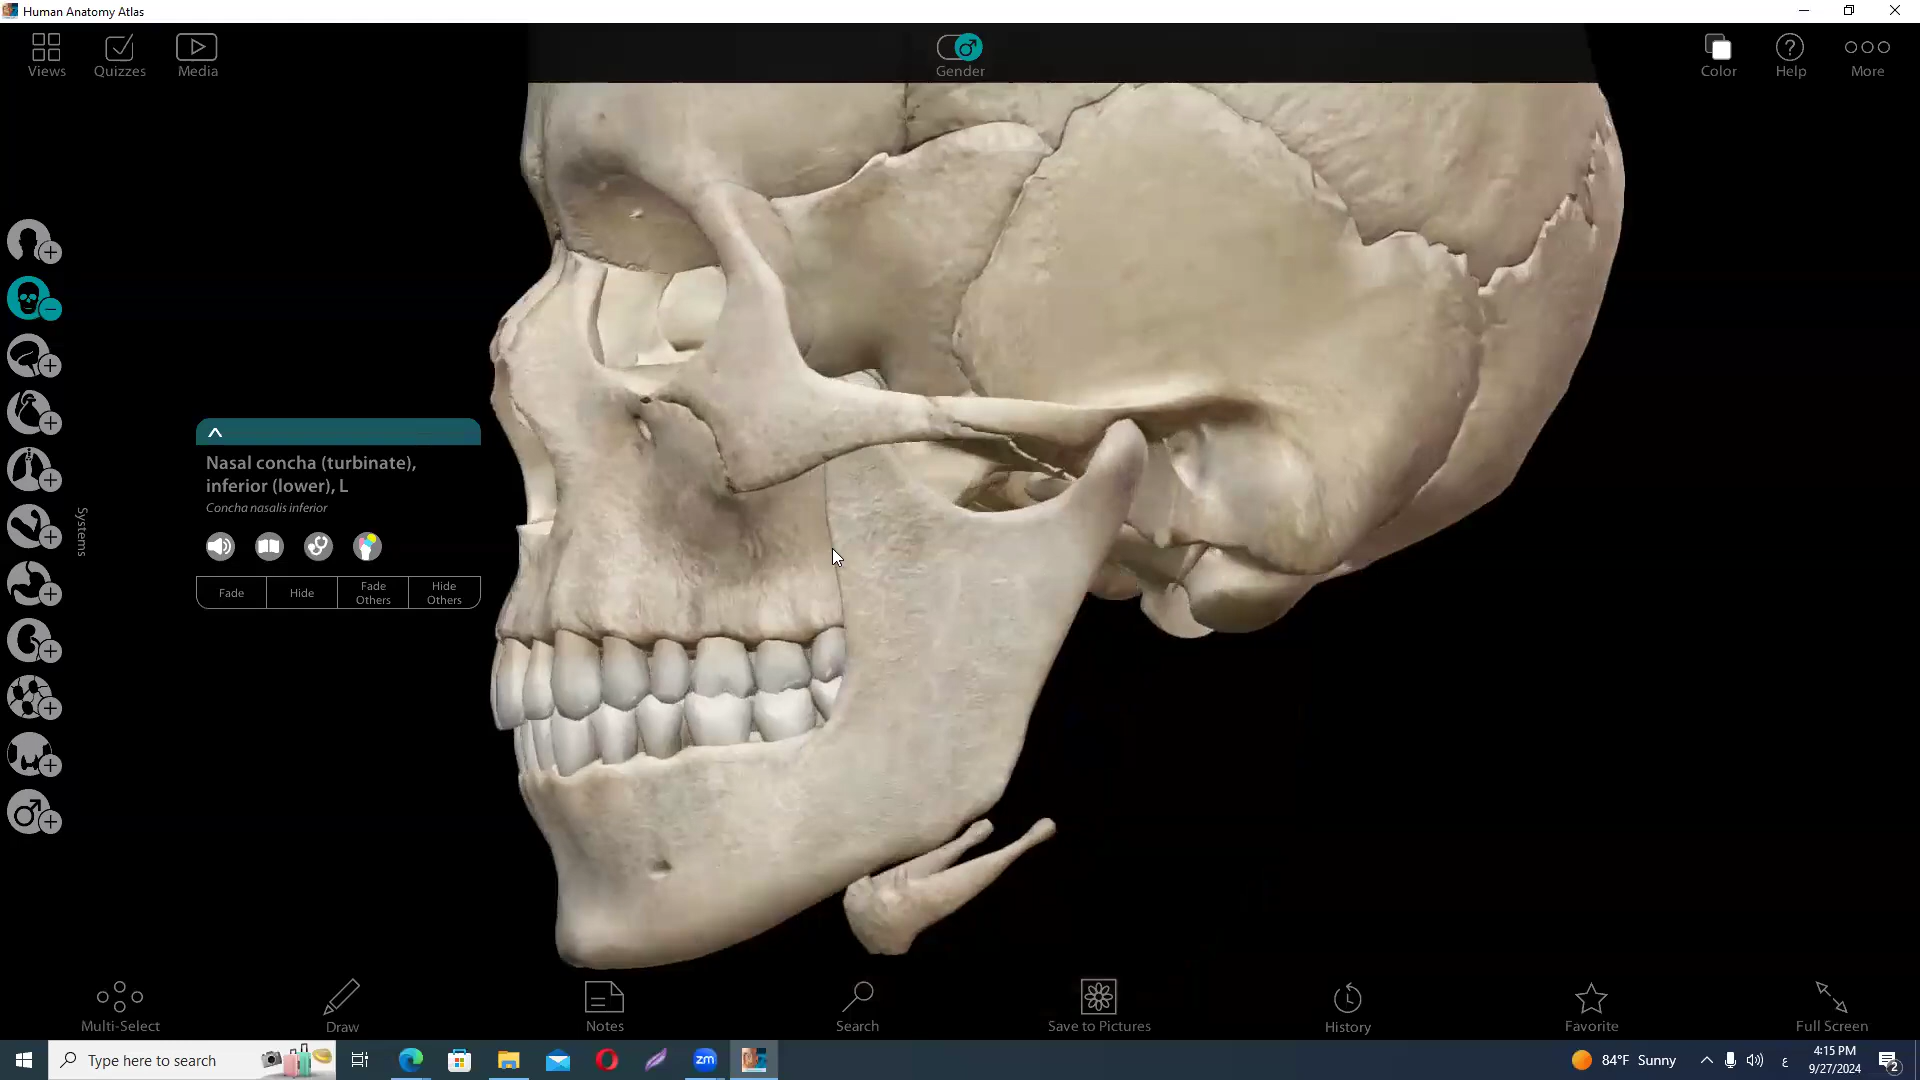 Human Anatomy Atlas
Views
Quizzes
Media
Gender
Color
Help
More
Systems
Nasal concha (turbinate),
inferior (lower), L
Concha nasalis inferior
Fade
Hide
Fade
Others
Hide
Others
Multi-Select
Draw
Notes
Search
Save to Pictures
History
Favorite
Full Screen
Type here to search
zm
84°F Sunny
ع
4:15 PM
9/27/2024
2